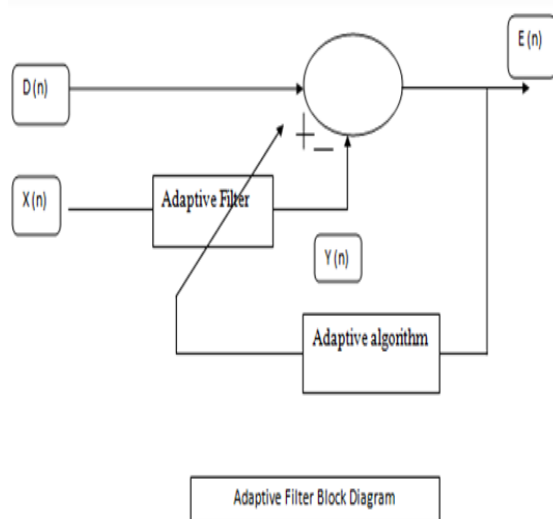 E (n)
D (n)
+
−
X (n)
Adaptive Filter
Y (n)
Adaptive algorithm
Adaptive Filter Block Diagram